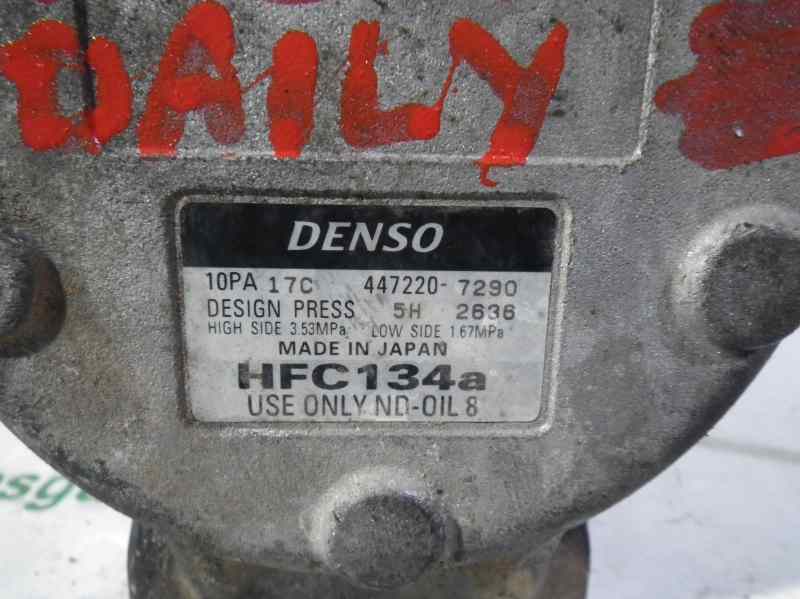 DAILY
DENSO
10PA 17C 447220-7290
DESIGN PRESS 5H 2636
HIGH SIDE 3.53MPa LOW SIDE 1.67MPa
MADE IN JAPAN
HFC134a
USE ONLY ND-OIL 8